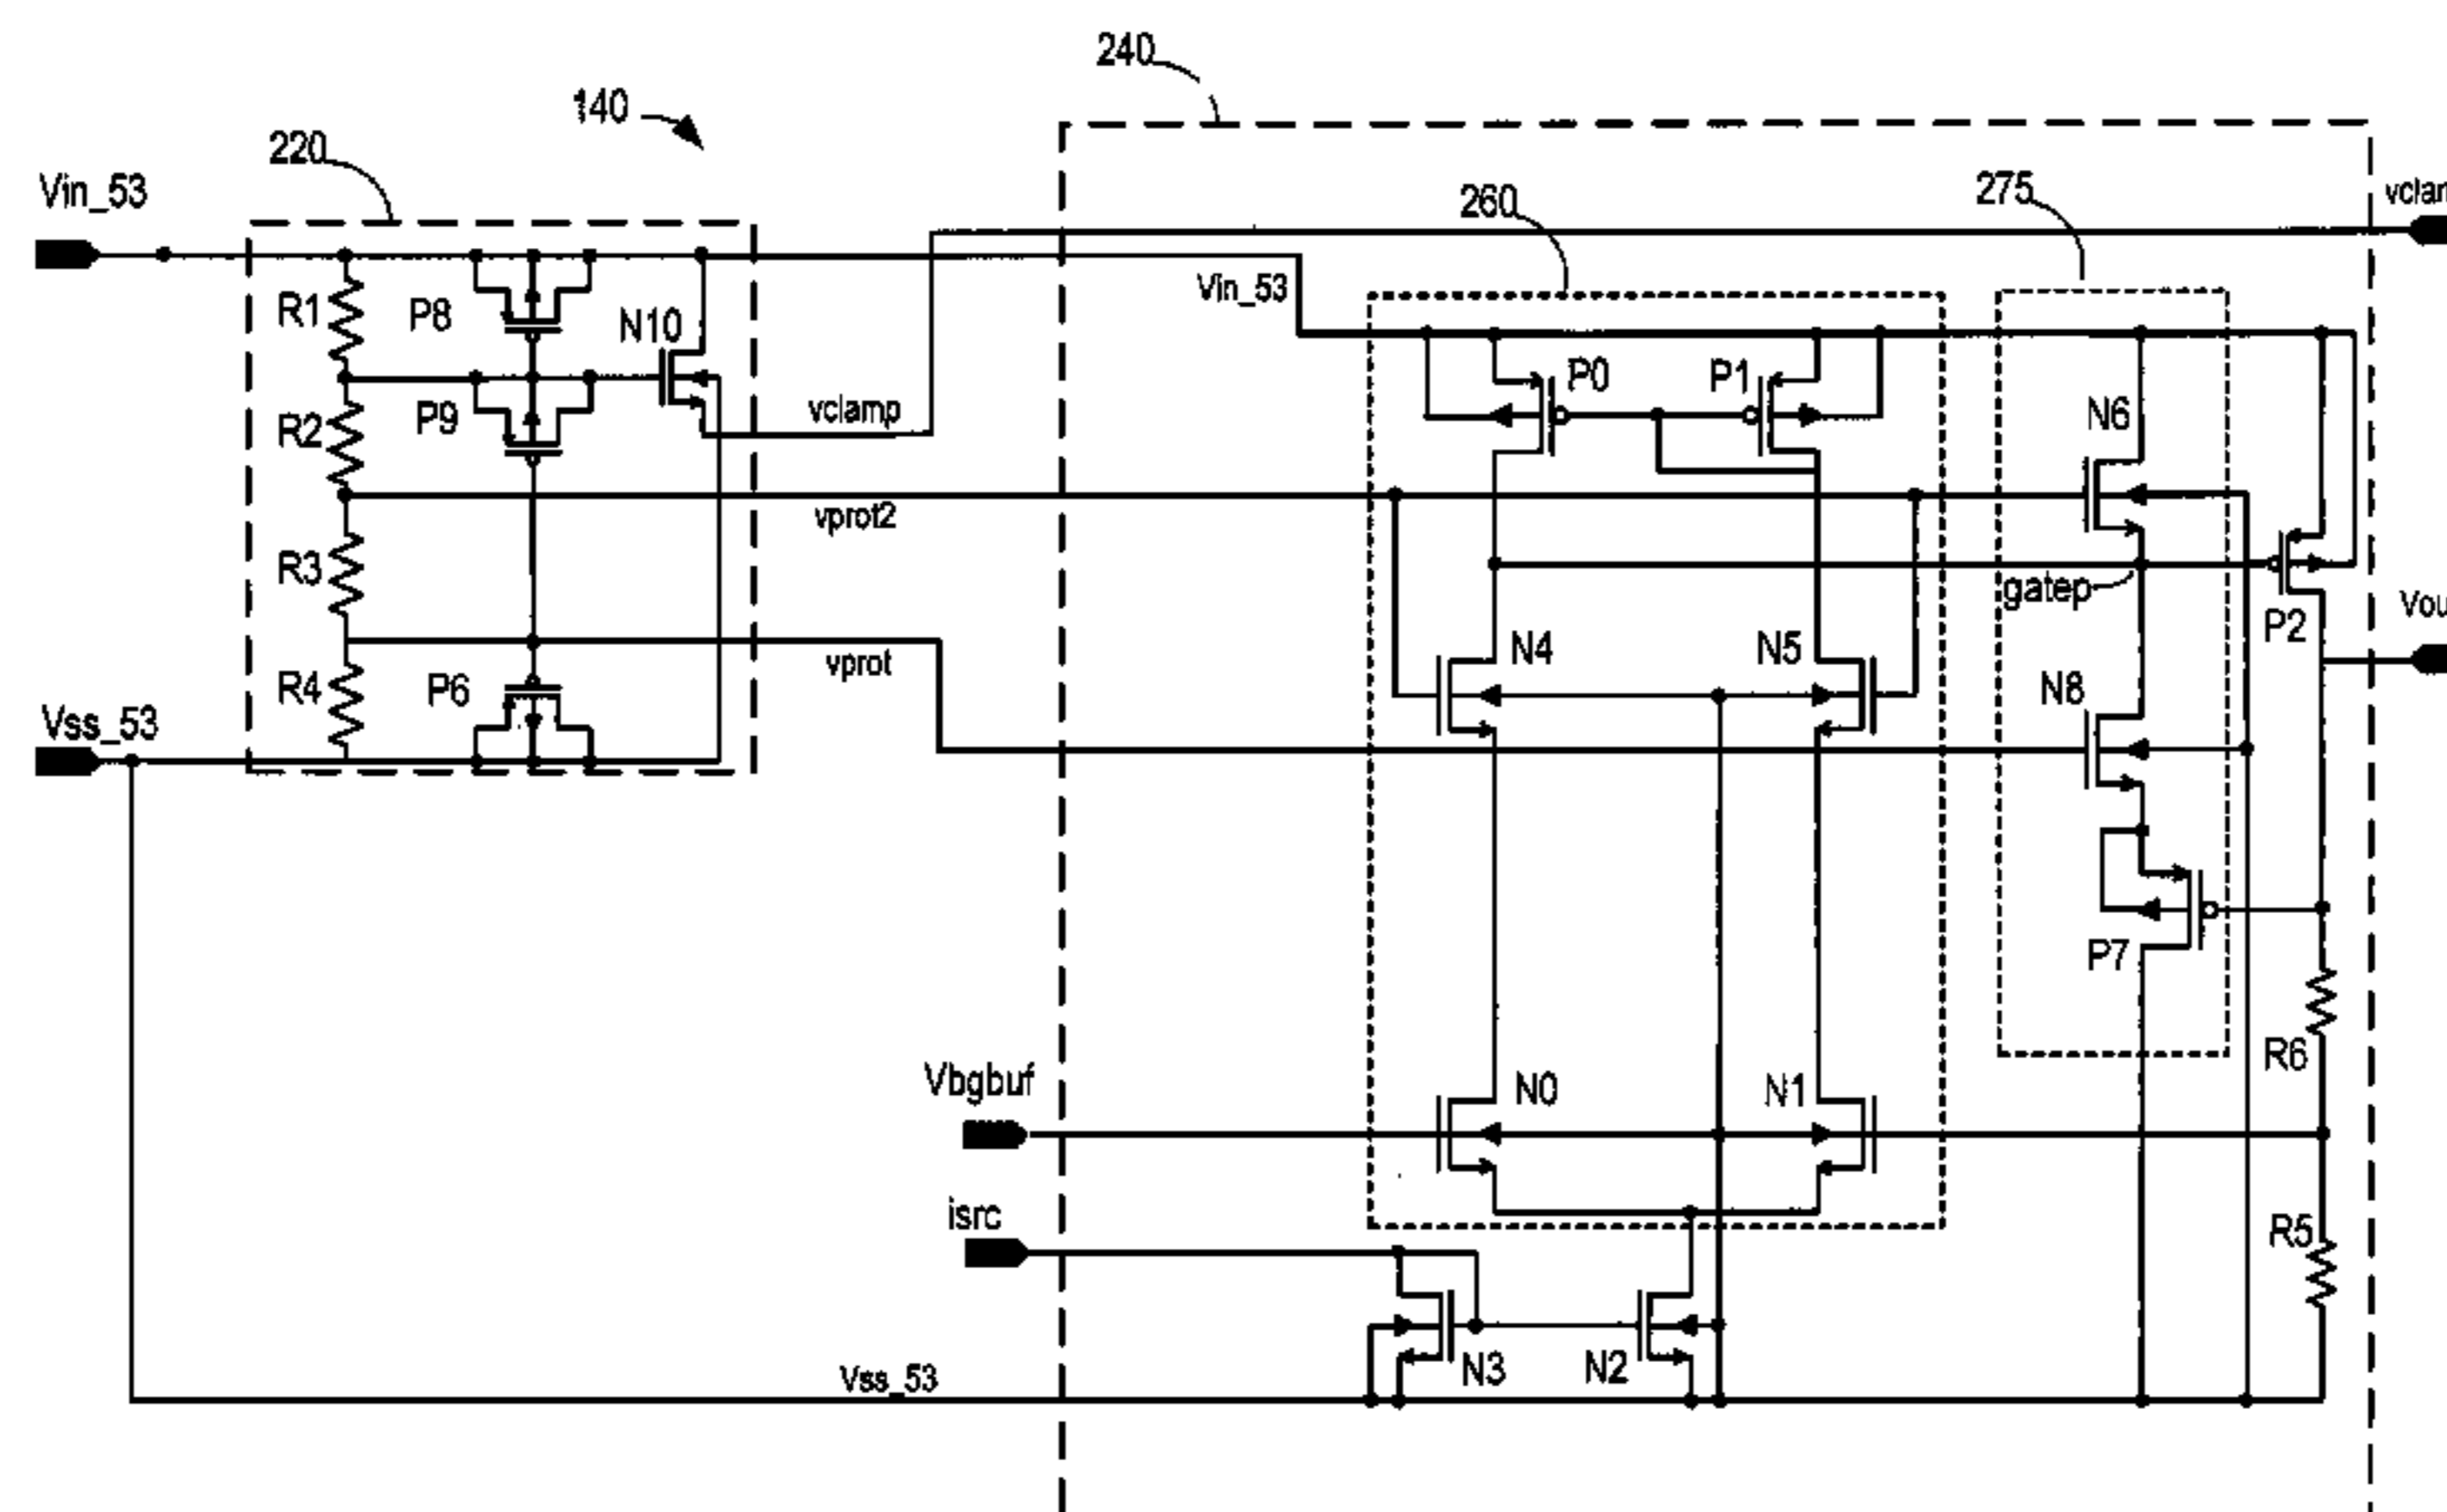 240
140
220
Vin_53
260
275
vclam
Vin_53
R1
P8
N10
P0
P1
N6
P9
vclamp
R2
vprot2
R3
gatep
P2
Vou
N4
N5
vprot
R4
P6
N8
Vss_53
P7
R6
Vbgbuf
N0
N1
isrc
R5
N3
N2
Vss_53